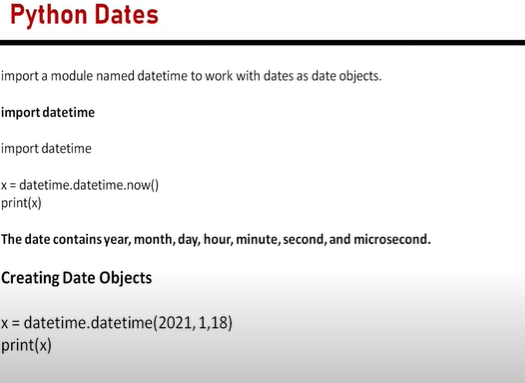 Python Dates
import a module named datetime to work with dates as date objects.
import datetime
import datetime
x = datetime.datetime.now()
print(x)
The date contains year, month, day, hour, minute, second, and microsecond.
Creating Date Objects
x = datetime.datetime(2021, 1,18)
print(x)